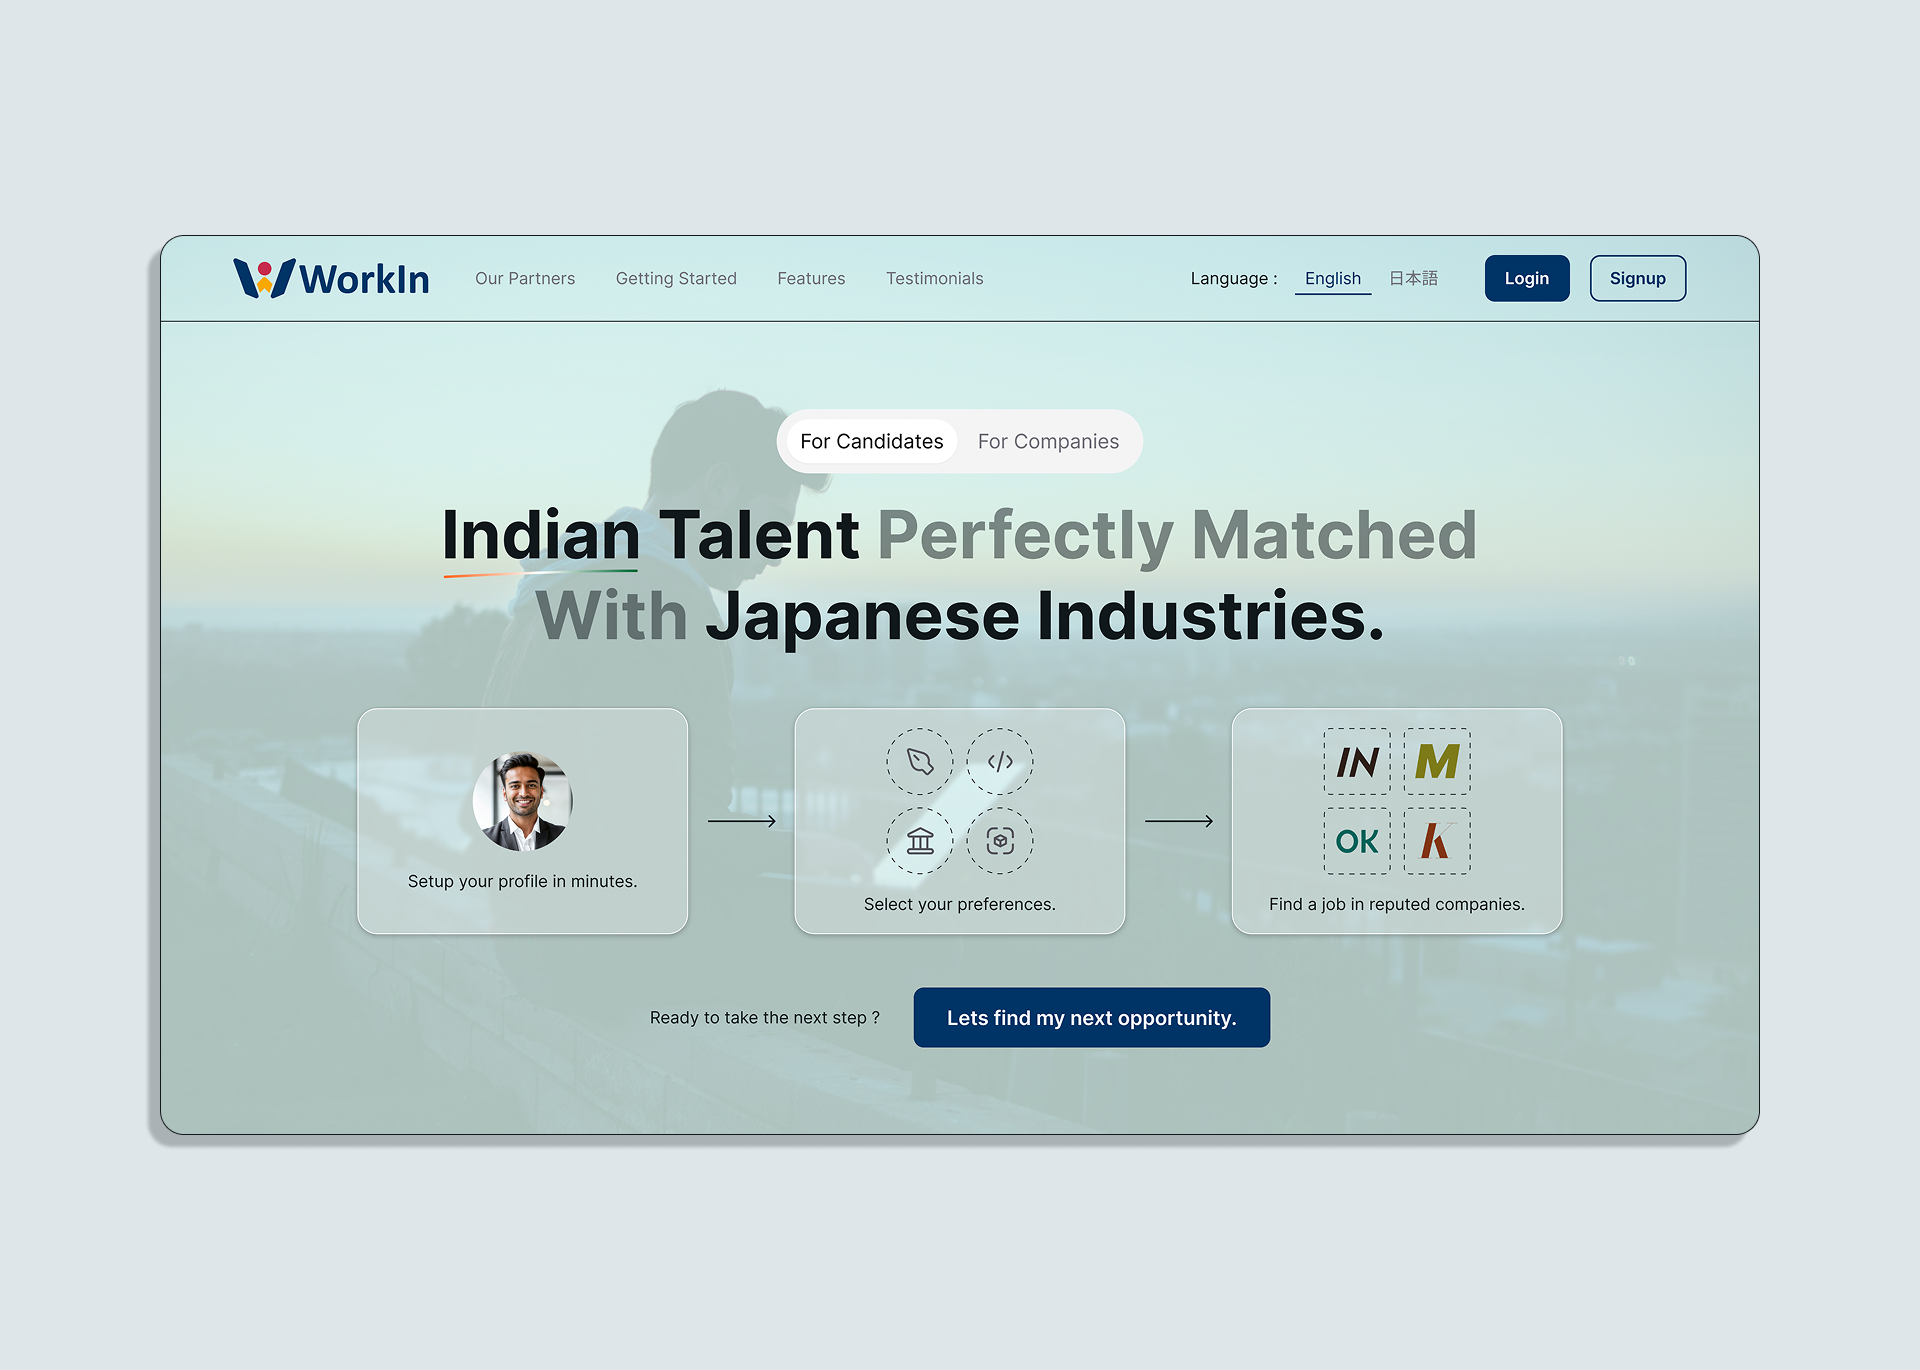 WorkIn
Our Partners
Getting Started
Features
Testimonials
Language :
English
日本語
Login
Signup
For Candidates
For Companies
Indian Talent Perfectly Matched
With Japanese Industries.
Setup your profile in minutes.
Select your preferences.
IN
M
OK
K
Find a job in reputed companies.
Ready to take the next step ?
Lets find my next opportunity.